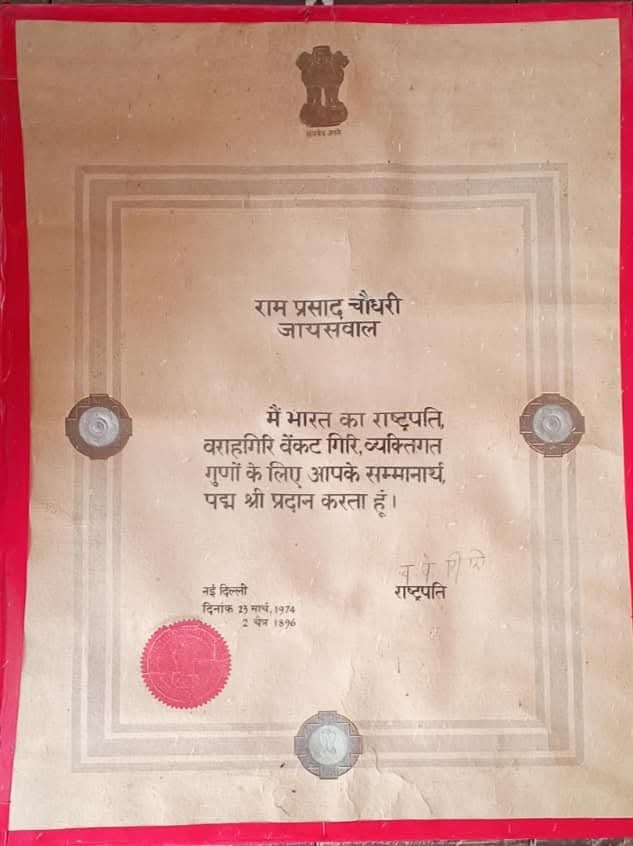 सत्यमेव जयते
राम प्रसाद चौधरी
जायसवाल
मैं भारत का राष्ट्रपति,
वराहगिरि वेंकट गिरि, व्यक्तिगत
गुणों के लिए आपके सम्मानार्थ,
पद्म श्री प्रदान करता हूं।
व वे गिरि
नई दिल्ली
राष्ट्रपति
दिनांक 23 मार्च, 1974
2 चैत्र 1896